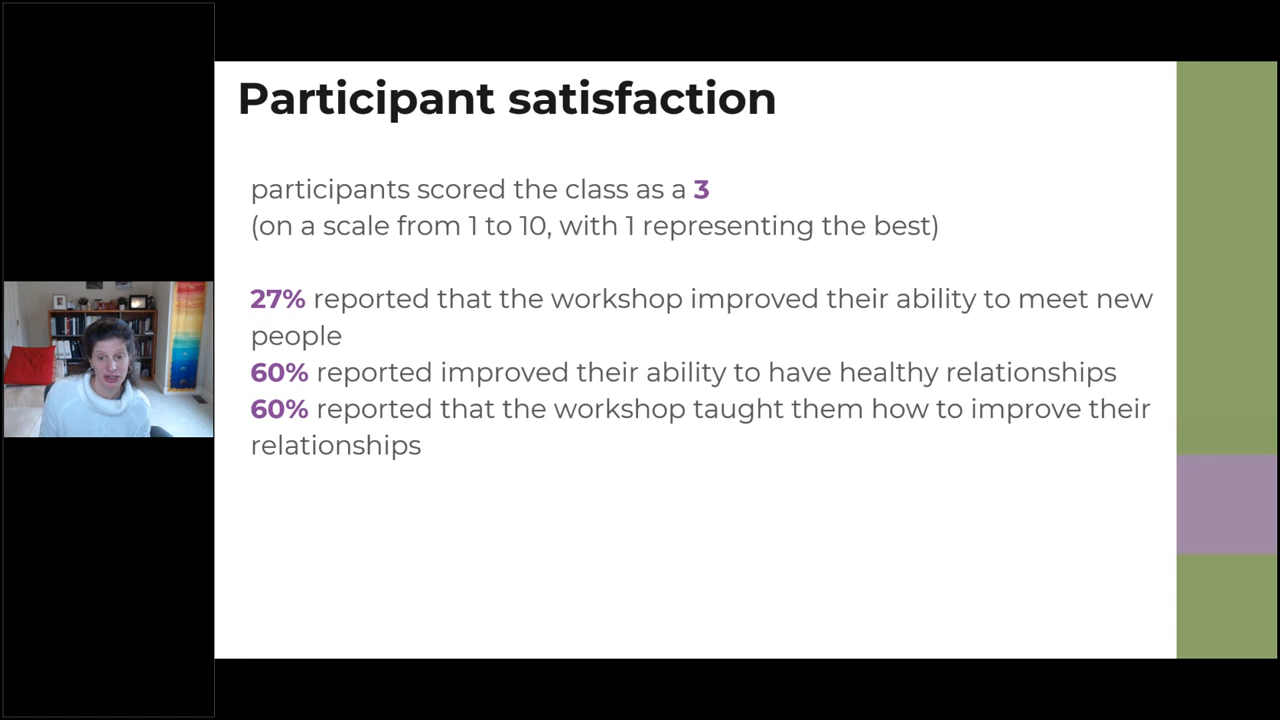 Participant satisfaction
participants scored the class as a 3
(on a scale from 1 to 10, with 1 representing the best)
27% reported that the workshop improved their ability to meet new
people
60% reported improved their ability to have healthy relationships
60% reported that the workshop taught them how to improve their
relationships